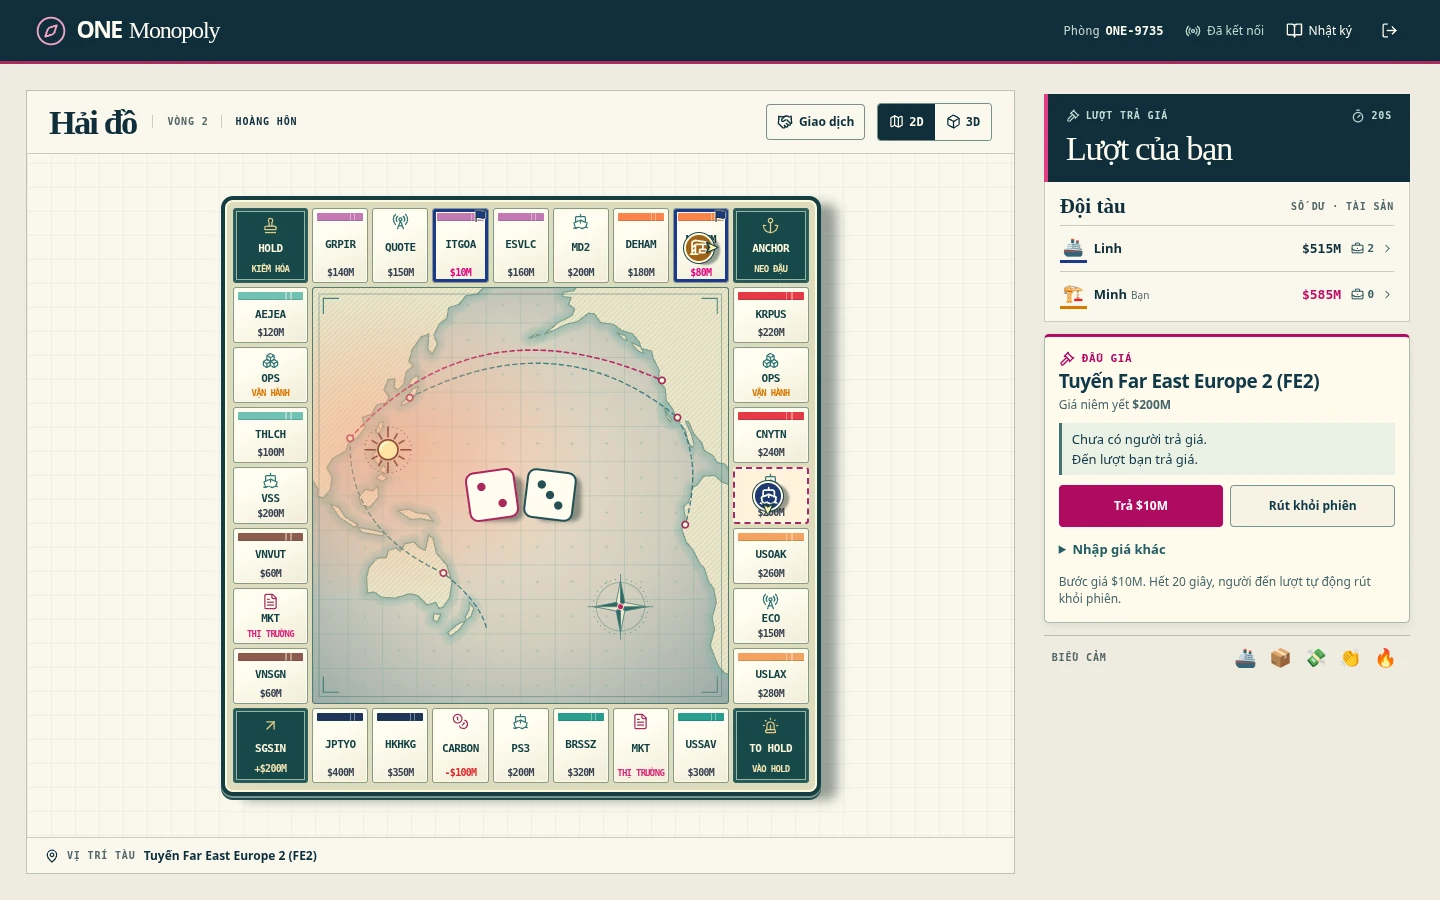 ONE Monopoly
Phòng ONE-9735
Đã kết nối
Nhật ký
Hải đồ
VÒNG 2
HOÀNG HÔN
Giao dịch
2D
3D
HOLD
KIỂM HÓA
GRPIR
$140M
QUOTE
$150M
ITGOA
$10M
ESVLC
$160M
MD2
$200M
DEHAM
$180M
$80M
ANCHOR
NEO ĐẬU
AEJEA
$120M
KRPUS
$220M
OPS
VẬN HÀNH
OPS
VẬN HÀNH
THLCH
$100M
CNYTN
$240M
VSS
$200M
VNVUT
$60M
USOAK
$260M
MKT
THỊ TRƯỜNG
ECO
$150M
VNSGN
$60M
USLAX
$280M
SGSIN
+$200M
JPTYO
$400M
HKHKG
$350M
CARBON
-$100M
PS3
$200M
BRSSZ
$320M
MKT
THỊ TRƯỜNG
USSAV
$300M
TO HOLD
VÀO HOLD
VỊ TRÍ TÀU Tuyến Far East Europe 2 (FE2)
LƯỢT TRẢ GIÁ
20S
Lượt của bạn
Đội tàu
SỐ DƯ · TÀI SẢN
Linh
$515M
2
Minh Bạn
$585M
0
ĐẤU GIÁ
Tuyến Far East Europe 2 (FE2)
Giá niêm yết $200M
Chưa có người trả giá.
Đến lượt bạn trả giá.
Trả $10M
Rút khỏi phiên
Nhập giá khác
Bước giá $10M. Hết 20 giây, người đến lượt tự động rút
khỏi phiên.
BIỂU CẢM